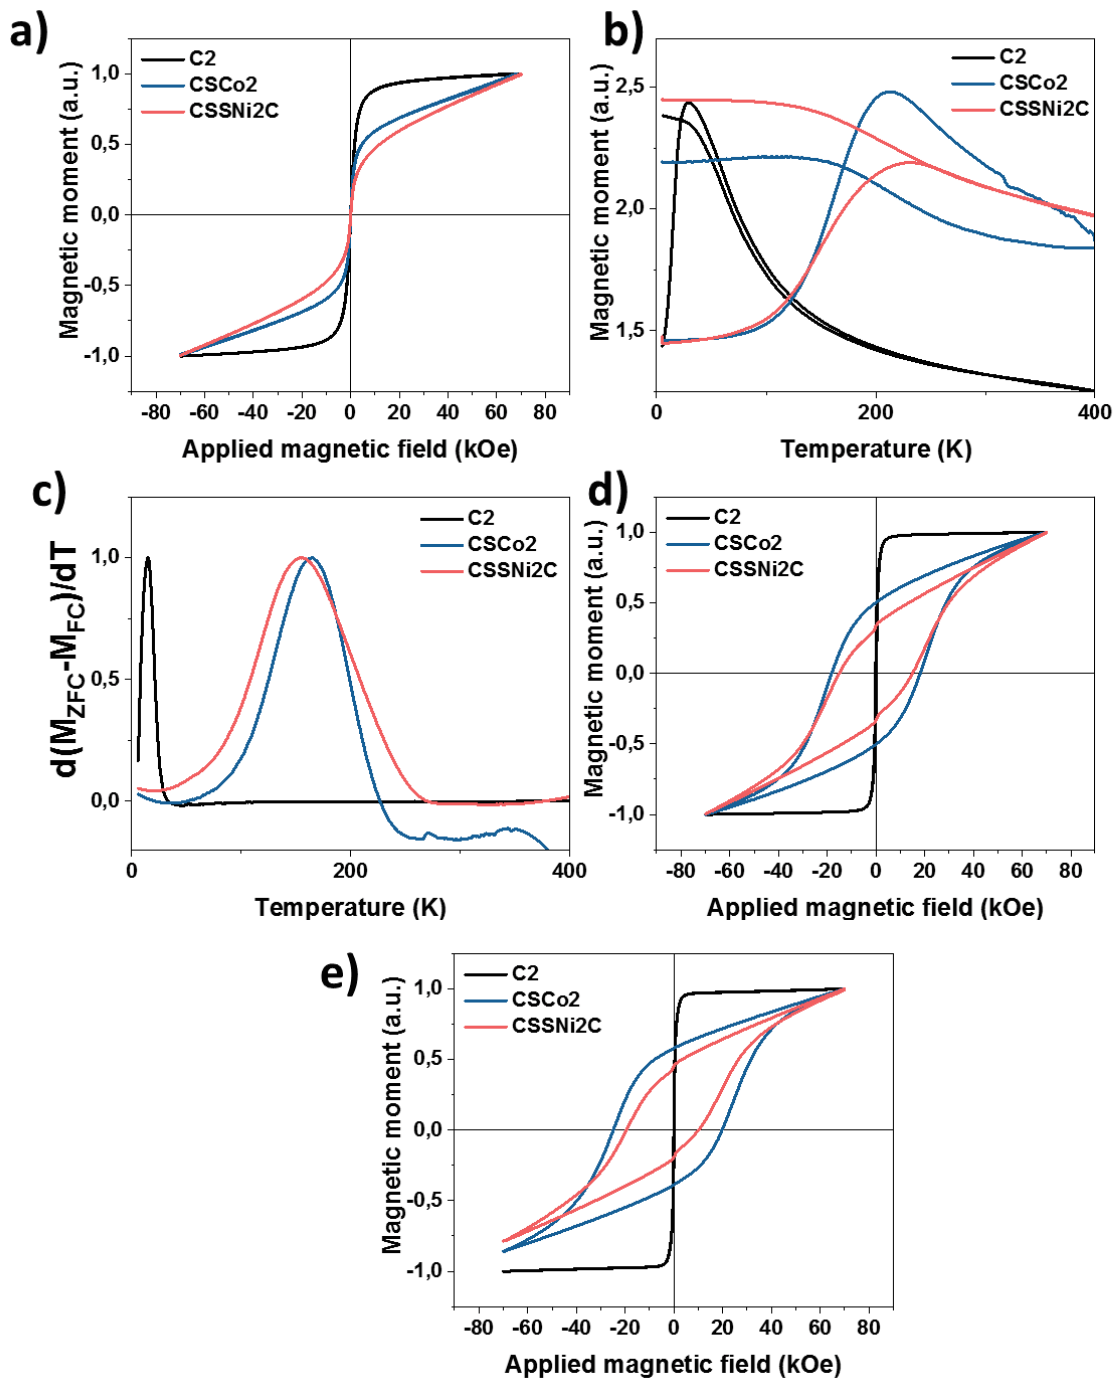 a)
C2
CSCo2
CSSNi2C
Magnetic moment (a.u.)
1,0
0,5
0,0
-0,5
-1,0
-80 -60 -40 -20 0 20 40 60 80
Applied magnetic field (kOe)
b)
C2
CSCo2
CSSNi2C
Magnetic moment (a.u.)
2,5
2,0
1,5
0 200 400
Temperature (K)
c)
C2
CSCo2
CSSNi2C
d(MZFC-MFC)/dT
1,0
0,5
0,0
0 200 400
Temperature (K)
d)
C2
CSCo2
CSSNi2C
Magnetic moment (a.u.)
1,0
0,5
0,0
-0,5
-1,0
-80 -60 -40 -20 0 20 40 60 80
Applied magnetic field (kOe)
e)
C2
CSCo2
CSSNi2C
Magnetic moment (a.u.)
1,0
0,5
0,0
-0,5
-1,0
-80 -60 -40 -20 0 20 40 60 80
Applied magnetic field (kOe)